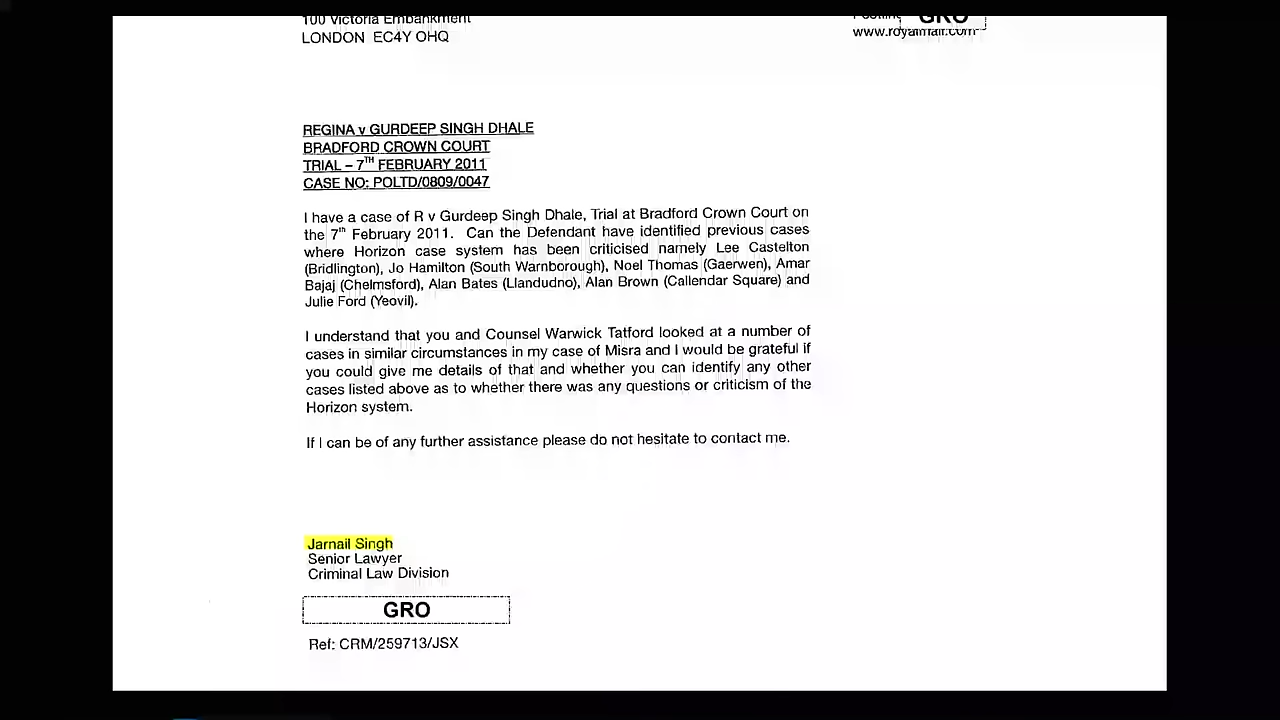 100 Victoria Embankment
LONDON EC4Y OHQ
GRO
www.royalmail.com
REGINA v GURDEEP SINGH DHALE
BRADFORD CROWN COURT
TRIAL – 7TH FEBRUARY 2011
CASE NO: POLTD/0809/0047
I have a case of R v Gurdeep Singh Dhale, Trial at Bradford Crown Court on
the 7th February 2011. Can the Defendant have identified previous cases
where Horizon case system has been criticised namely Lee Castelton
(Bridlington), Jo Hamilton (South Warnborough), Noel Thomas (Gaerwen), Amar
Bajaj (Chelmsford), Alan Bates (Llandudno), Alan Brown (Callendar Square) and
Julie Ford (Yeovil).
I understand that you and Counsel Warwick Tatford looked at a number of
cases in similar circumstances in my case of Misra and I would be grateful if
you could give me details of that and whether you can identify any other
cases listed above as to whether there was any questions or criticism of the
Horizon system.
If I can be of any further assistance please do not hesitate to contact me.
Jarnail Singh
Senior Lawyer
Criminal Law Division
GRO
Ref: CRM/259713/JSX